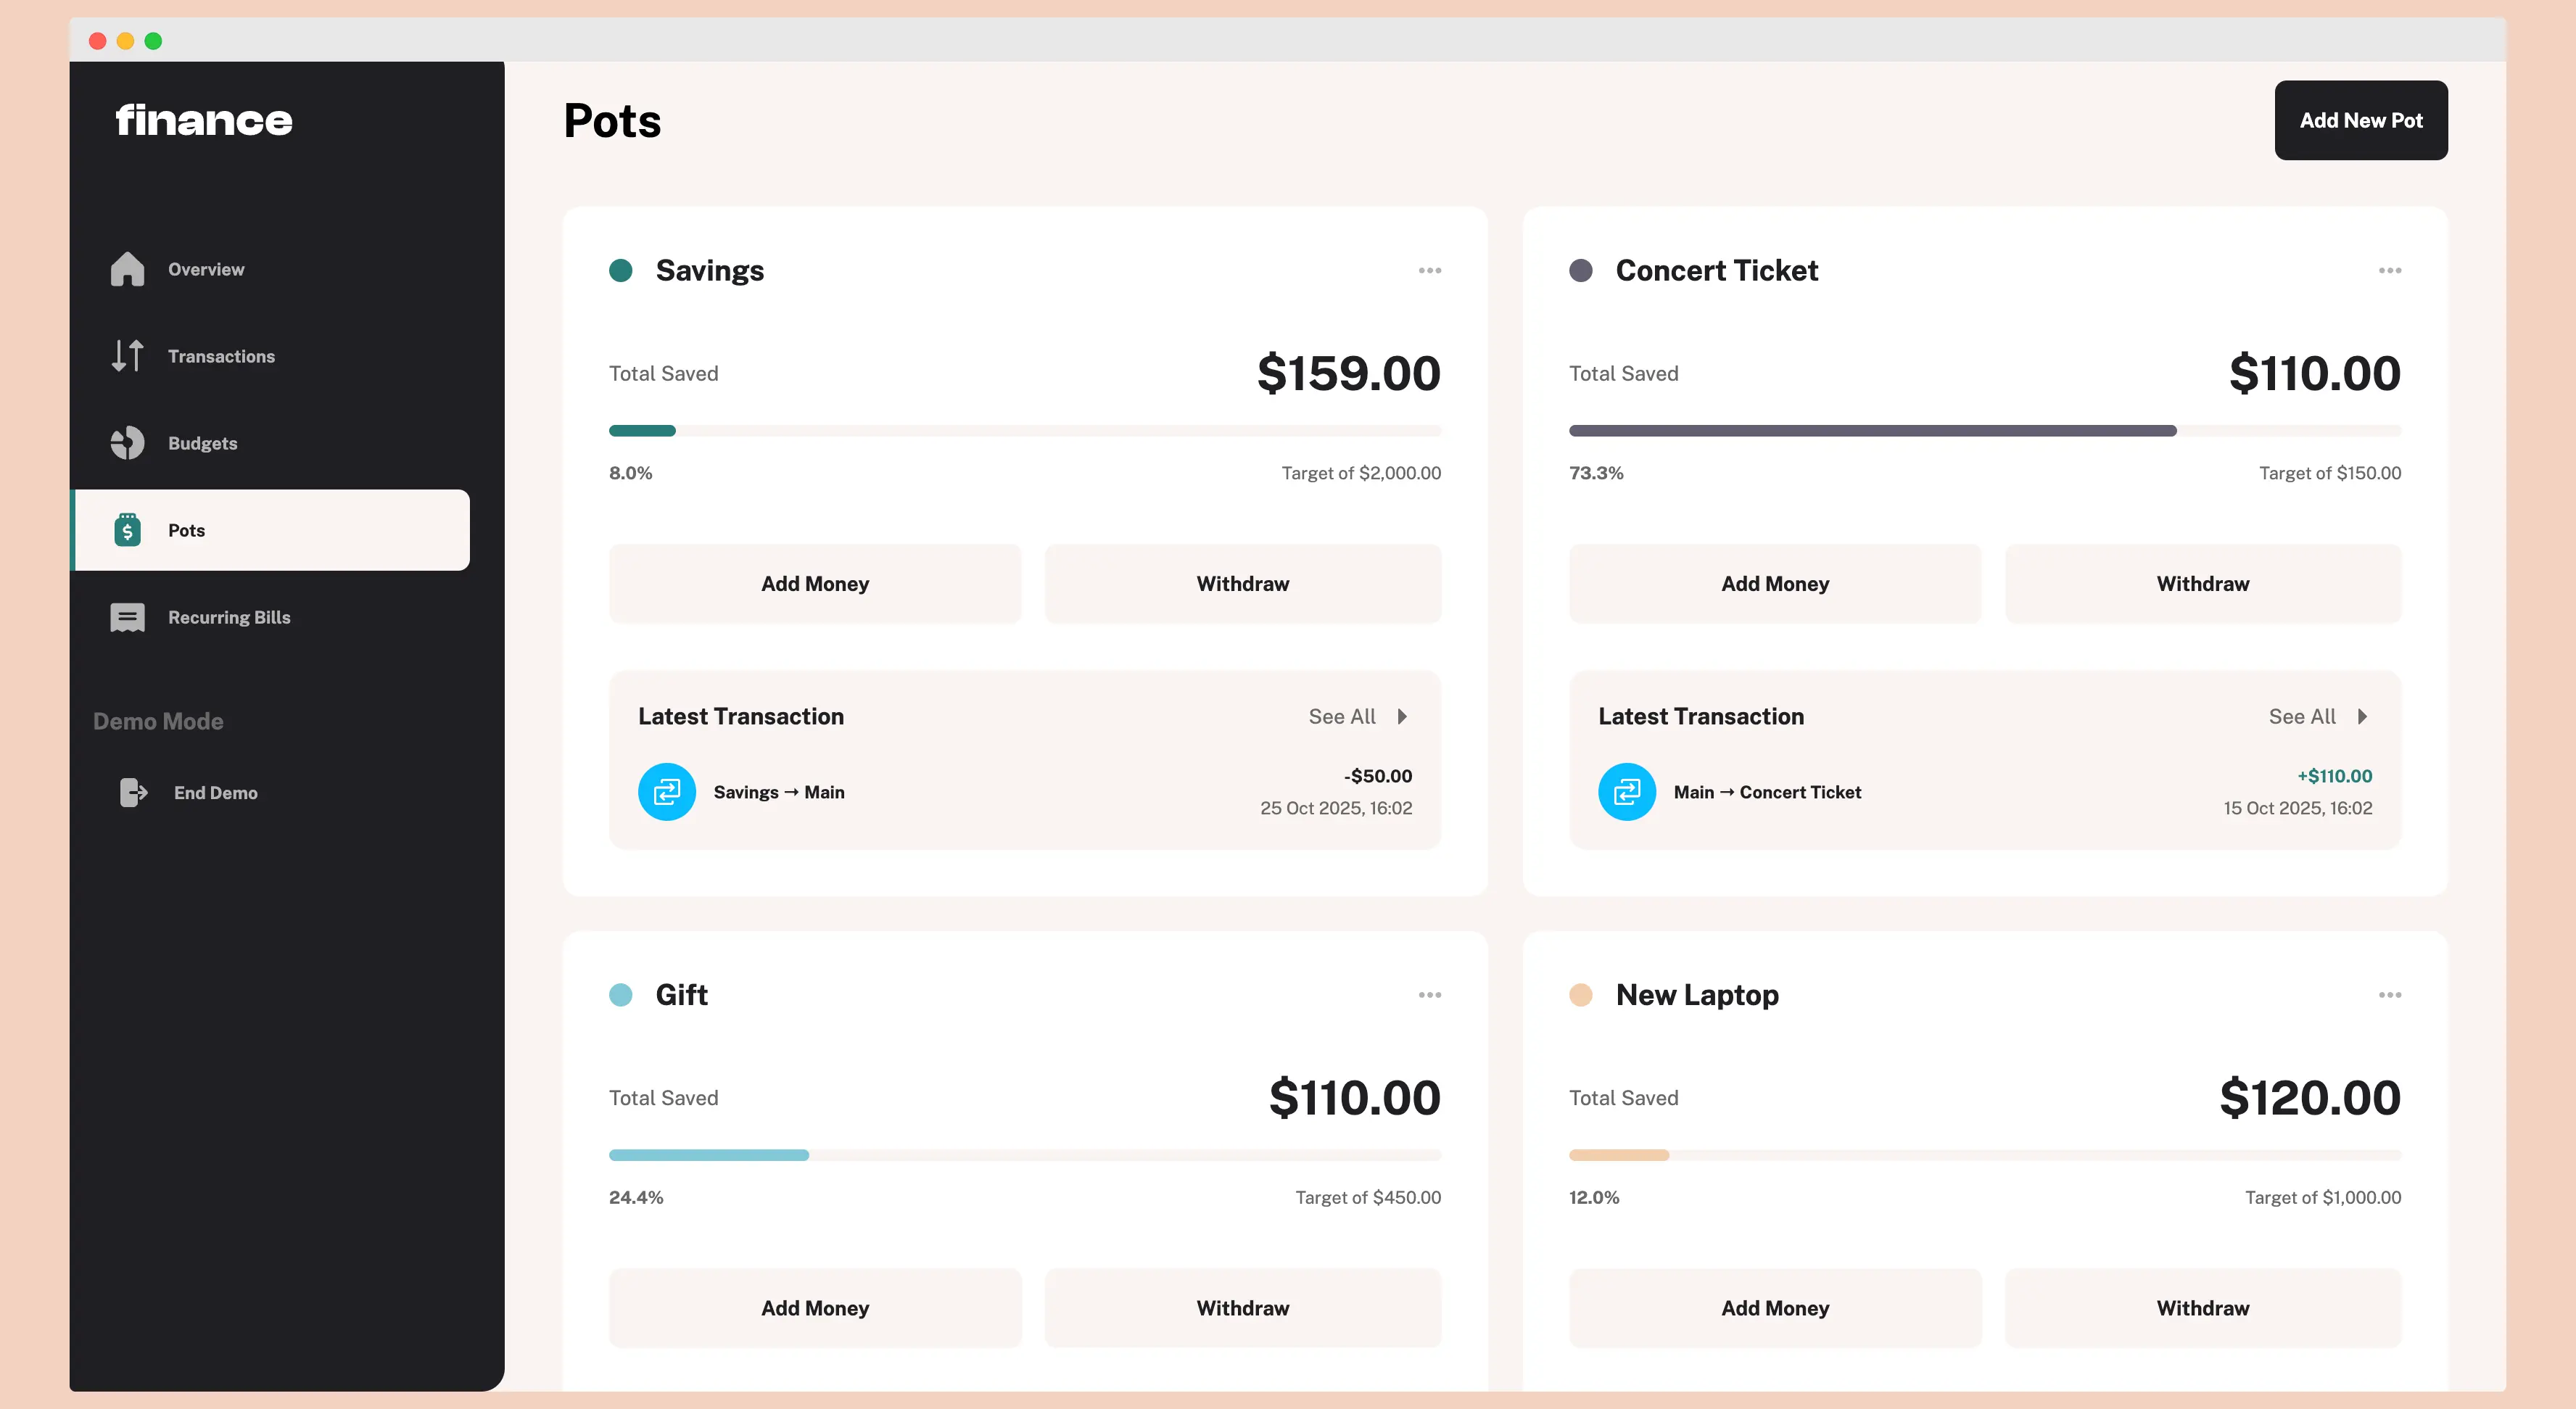 finance
Overview
Transactions
Budgets
Pots
Recurring Bills
Demo Mode
End Demo
Pots
Add New Pot
Savings
Total Saved
$159.00
8.0%
Target of $2,000.00
Add Money
Withdraw
Latest Transaction
See All
Savings → Main
-$50.00
25 Oct 2025, 16:02
Concert Ticket
Total Saved
$110.00
73.3%
Target of $150.00
Add Money
Withdraw
Latest Transaction
See All
Main → Concert Ticket
+$110.00
15 Oct 2025, 16:02
Gift
Total Saved
$110.00
24.4%
Target of $450.00
Add Money
Withdraw
New Laptop
Total Saved
$120.00
12.0%
Target of $1,000.00
Add Money
Withdraw